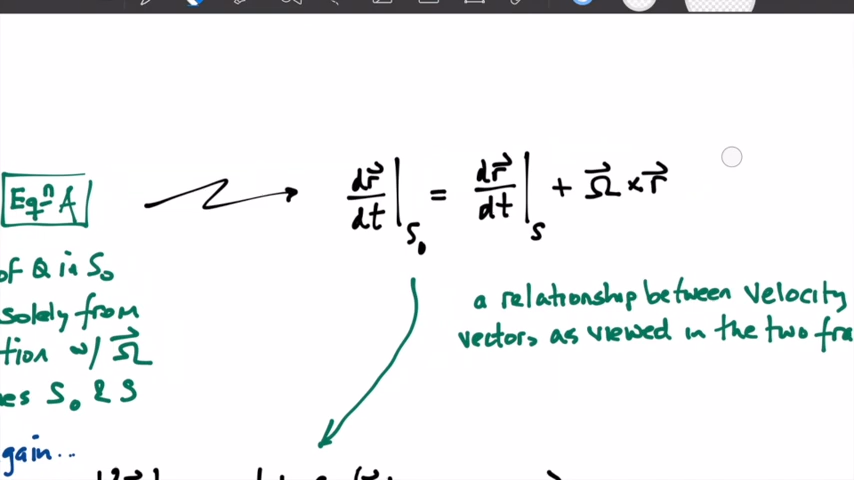 Eqⁿ A
dr⃗/dt|S₀ = dr⃗/dt|S + Ω⃗ × r⃗
of Q in S₀
solely from
tion w/ Ω⃗
es S₀ & S
gain...
a relationship between velocity
vectors as viewed in the two fra